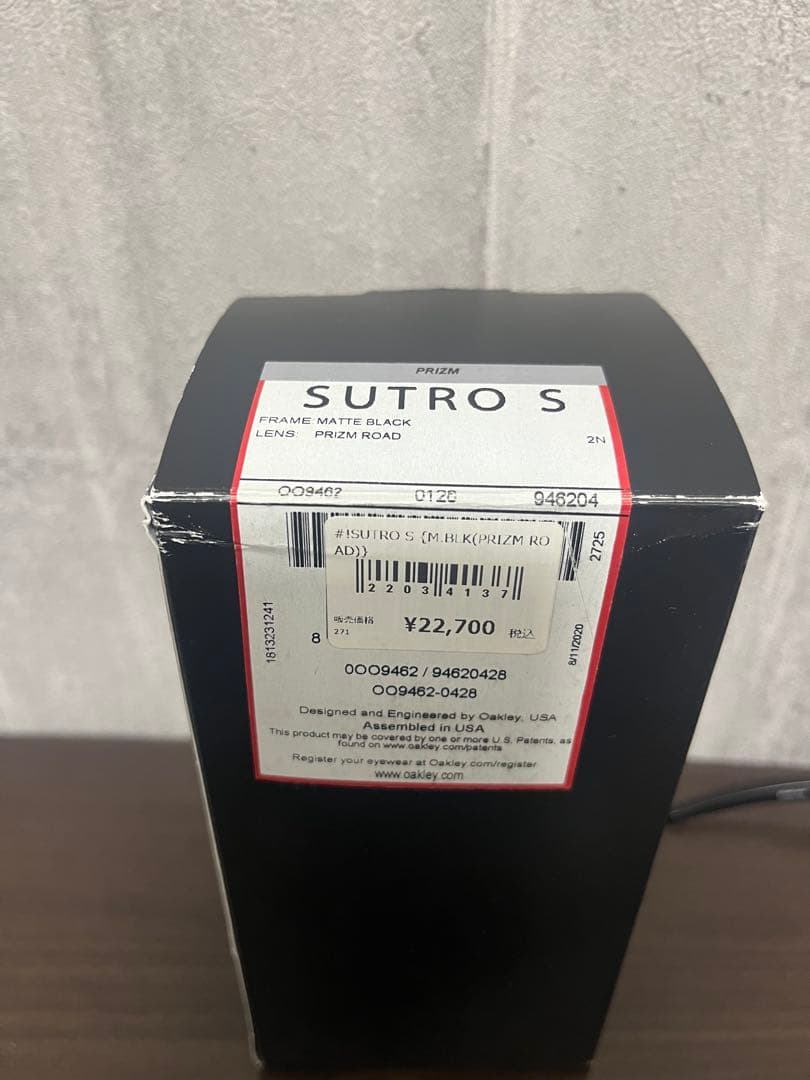 PRIZM
SUTRO S
FRAME: MATTE BLACK
LENS: PRIZM ROAD
2N
OO9462 946204
2725
#!SUTRO S {M.BLK(PRIZM RO
AD)}
22034137
販売価格
271
¥22,700 税込
1813231241
8
8/11/2020
0OO9462 / 94620428
OO9462-0428
Designed and Engineered by Oakley, USA
Assembled in USA
This product may be covered by one or more U.S. Patents, as
found on www.oakley.com/patents
Register your eyewear at Oakley.com/register
www.oakley.com